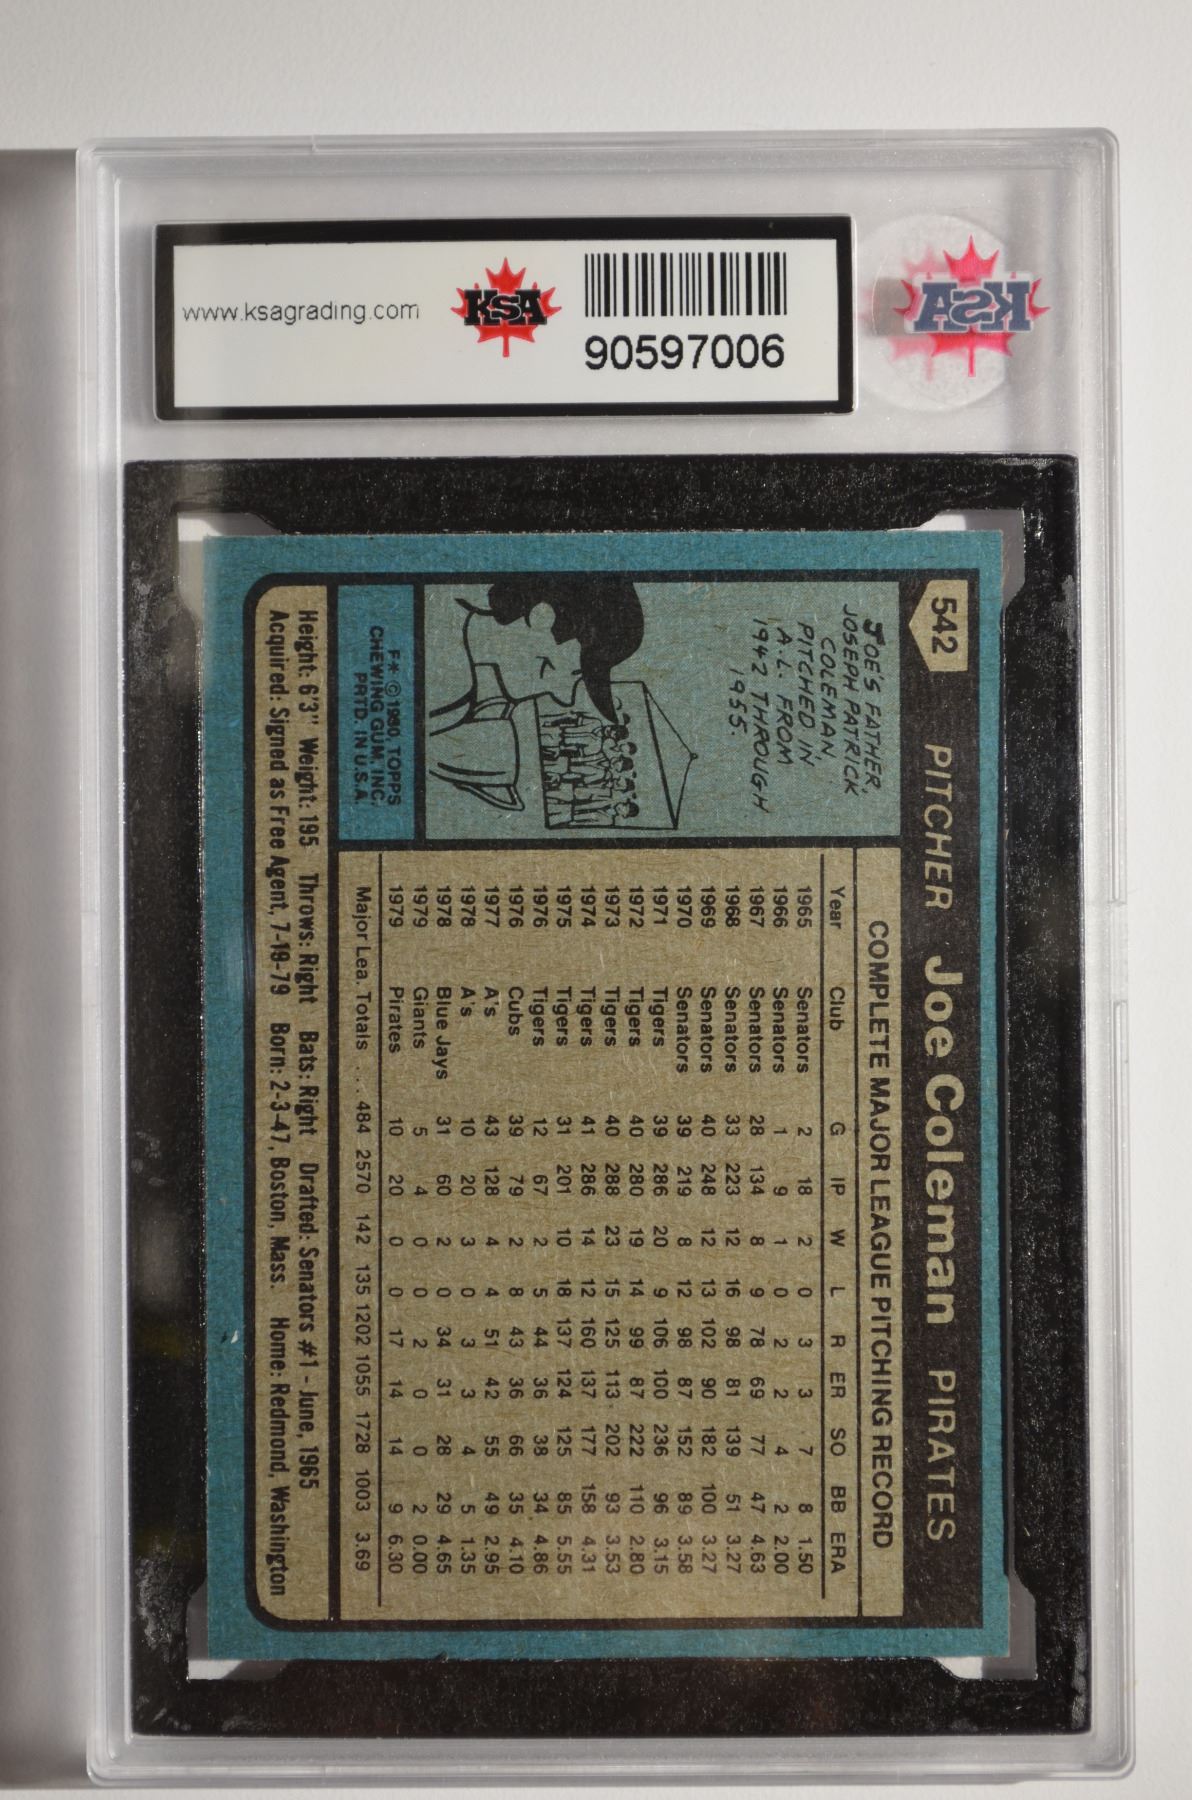 www.ksagrading.com
KSA
90597006
KSA
542
PITCHER Joe Coleman PIRATES
JOE'S FATHER,
JOSEPH PATRICK
COLEMAN
PITCHED IN
A.L. FROM
1942 THROUGH
1955.
F✶ © 1980 TOPPS
CHEWING GUM, INC.
PRTD. IN U.S.A.
COMPLETE MAJOR LEAGUE PITCHING RECORD
Year Club G IP W L R ER SO BB ERA
1965 Senators 2 18 2 0 3 3 7 8 1.50
1966 Senators 1 9 1 0 2 2 4 2 2.00
1967 Senators 28 134 8 9 78 69 77 47 4.63
1968 Senators 33 223 12 16 98 81 139 51 3.27
1969 Senators 40 248 12 13 102 90 182 100 3.27
1970 Senators 39 219 8 12 98 87 152 89 3.58
1971 Tigers 39 286 20 9 106 100 236 96 3.15
1972 Tigers 40 280 19 14 99 87 222 110 2.80
1973 Tigers 40 288 23 15 125 113 202 93 3.53
1974 Tigers 41 286 14 12 160 137 177 158 4.31
1975 Tigers 31 201 10 18 137 124 125 85 5.55
1976 Tigers 12 67 2 5 44 36 38 34 4.86
1976 Cubs 39 79 2 8 43 36 66 35 4.10
1977 A's 43 128 4 4 51 42 55 49 2.95
1978 A's 10 20 3 0 3 3 4 5 1.35
1978 Blue Jays 31 60 2 0 34 31 28 29 4.65
1979 Giants 5 4 0 0 2 0 0 2 0.00
1979 Pirates 10 20 0 0 17 14 14 9 6.30
Major Lea. Totals . . . 484 2570 142 135 1202 1055 1728 1003 3.69
Height: 6'3" Weight: 195 Throws: Right Bats: Right Drafted: Senators #1 - June, 1965
Acquired: Signed as Free Agent, 7-19-79 Born: 2-3-47, Boston, Mass. Home: Redmond, Washington